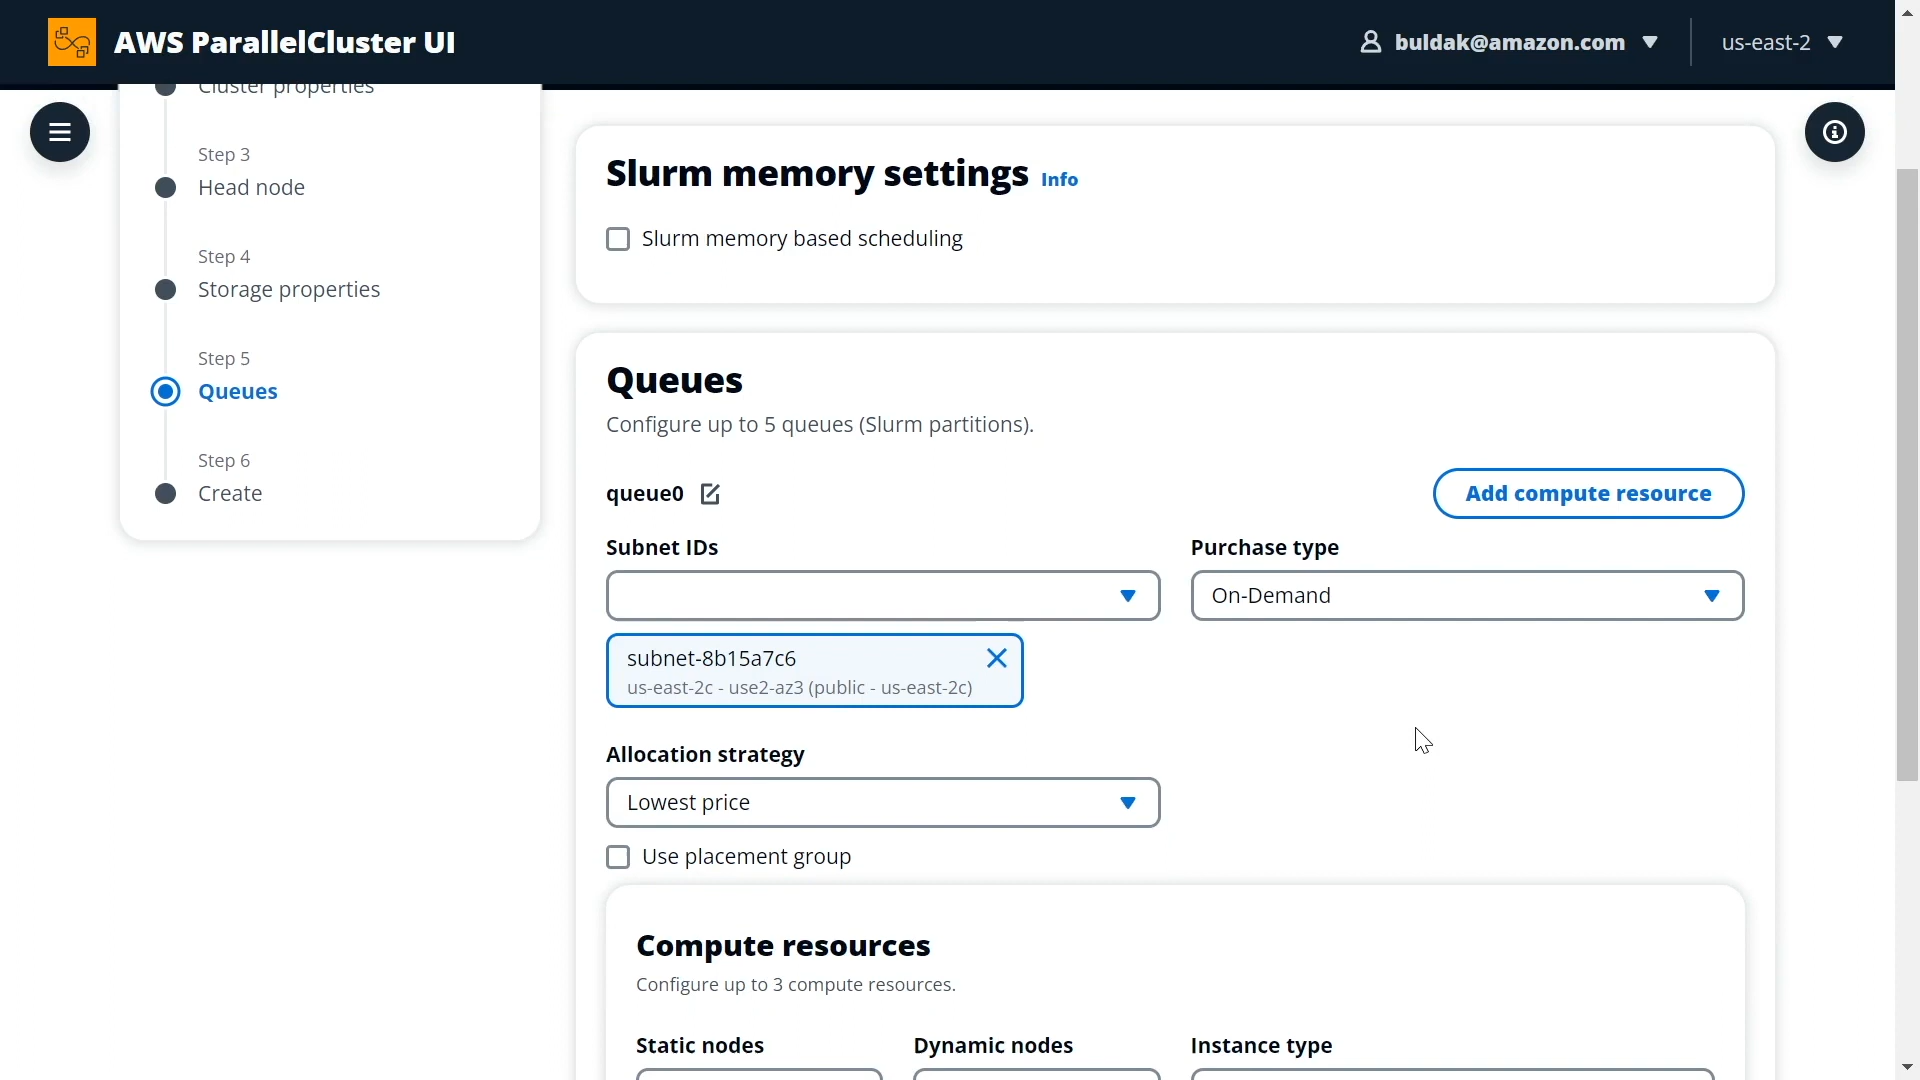 AWS ParallelCluster UI
buldak@amazon.com
us-east-2
Cluster properties
Step 3
Head node
Step 4
Storage properties
Step 5
Queues
Step 6
Create
Slurm memory settings Info
Slurm memory based scheduling
Queues
Configure up to 5 queues (Slurm partitions).
queue0
Add compute resource
Subnet IDs
Purchase type
On-Demand
subnet-8b15a7c6
us-east-2c - use2-az3 (public - us-east-2c)
Allocation strategy
Lowest price
Use placement group
Compute resources
Configure up to 3 compute resources.
Static nodes
Dynamic nodes
Instance type